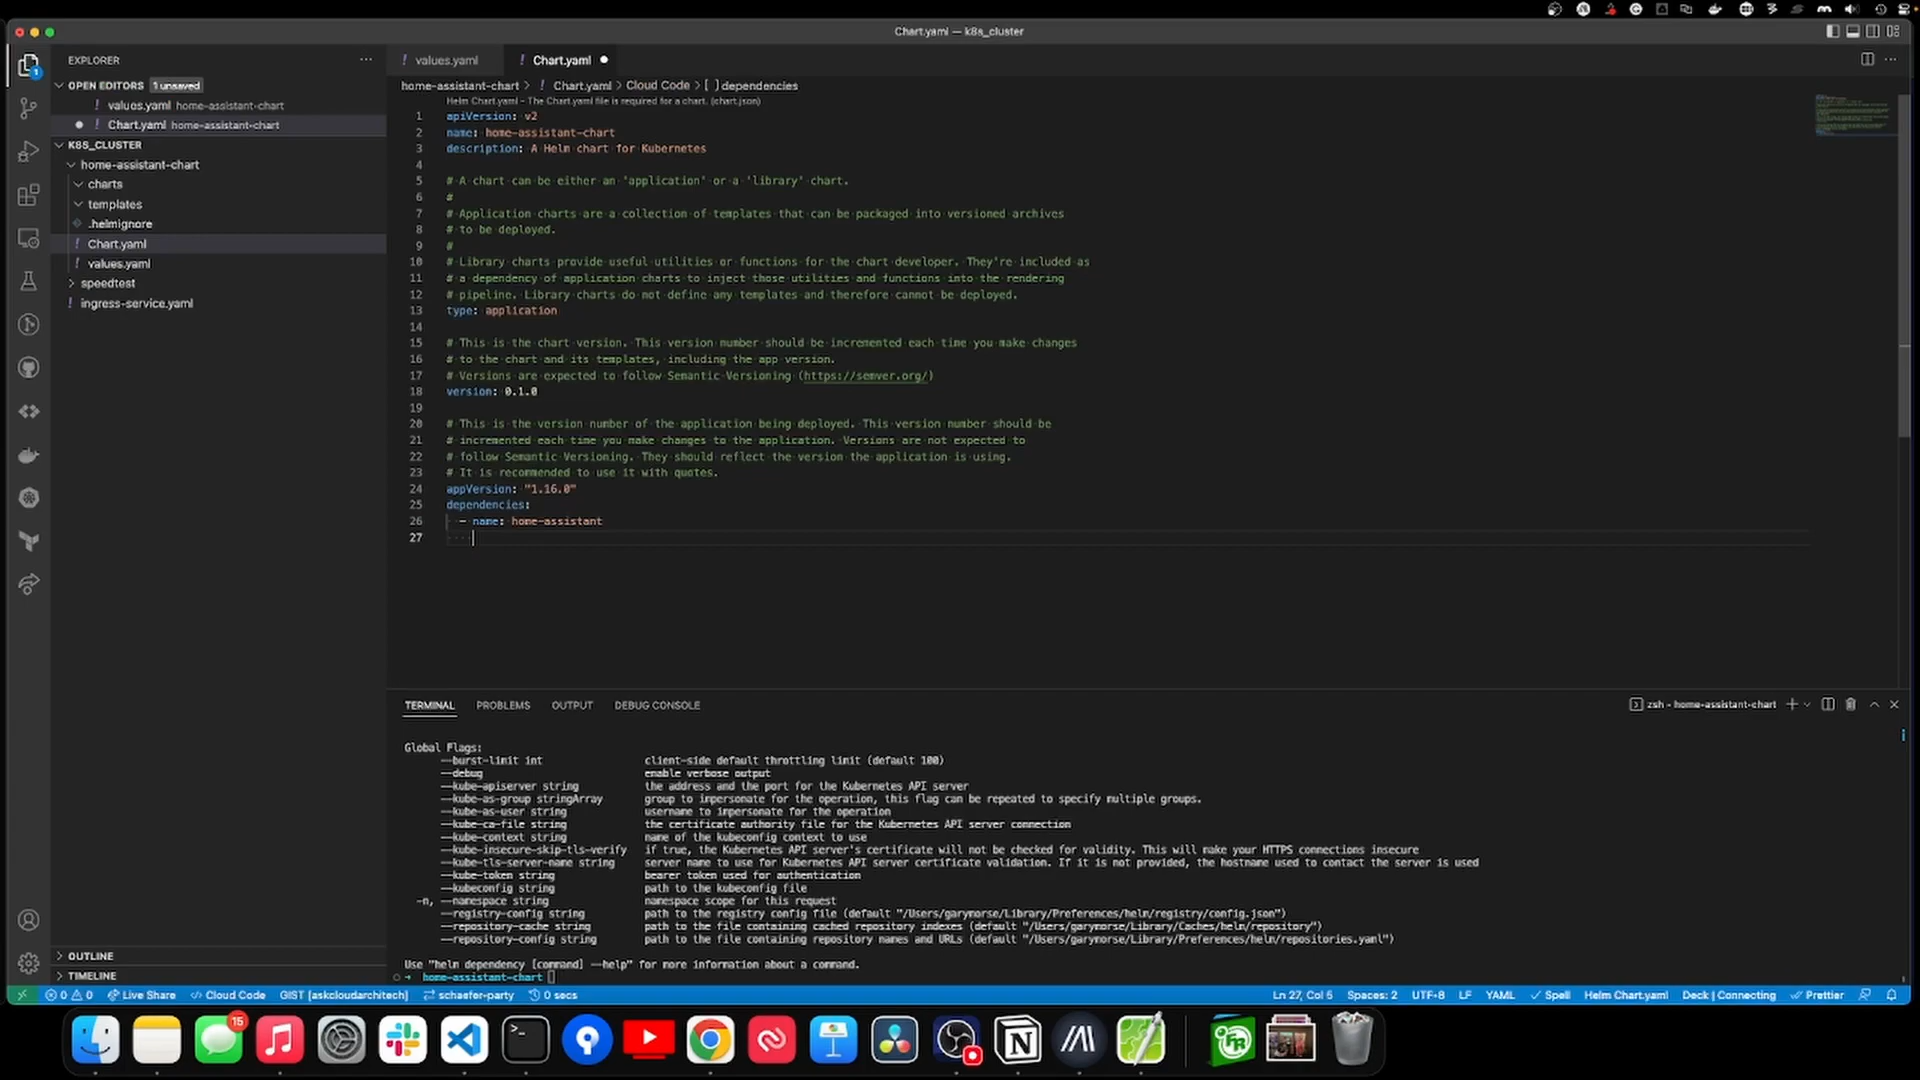 Chart.yaml — k8s_cluster
EXPLORER
OPEN EDITORS 1 unsaved
! values.yaml home-assistant-chart
! Chart.yaml home-assistant-chart
K8S_CLUSTER
home-assistant-chart
charts
templates
.helmignore
! Chart.yaml
! values.yaml
speedtest
! ingress-service.yaml
OUTLINE
TIMELINE
! values.yaml
! Chart.yaml
home-assistant-chart > ! Chart.yaml > Cloud Code > [ ] dependencies
Helm Chart.yaml - The Chart.yaml file is required for a chart. (chart.json)
1 apiVersion: v2
2 name: home-assistant-chart
3 description: A Helm chart for Kubernetes
4
5 # A chart can be either an 'application' or a 'library' chart.
6 #
7 # Application charts are a collection of templates that can be packaged into versioned archives
8 # to be deployed.
9 #
10 # Library charts provide useful utilities or functions for the chart developer. They're included as
11 # a dependency of application charts to inject those utilities and functions into the rendering
12 # pipeline. Library charts do not define any templates and therefore cannot be deployed.
13 type: application
14
15 # This is the chart version. This version number should be incremented each time you make changes
16 # to the chart and its templates, including the app version.
17 # Versions are expected to follow Semantic Versioning (https://semver.org/)
18 version: 0.1.0
19
20 # This is the version number of the application being deployed. This version number should be
21 # incremented each time you make changes to the application. Versions are not expected to
22 # follow Semantic Versioning. They should reflect the version the application is using.
23 # It is recommended to use it with quotes.
24 appVersion: "1.16.0"
25 dependencies:
26 - name: home-assistant
27
TERMINAL PROBLEMS OUTPUT DEBUG CONSOLE
zsh - home-assistant-chart
Global Flags:
--burst-limit int client-side default throttling limit (default 100)
--debug enable verbose output
--kube-apiserver string the address and the port for the Kubernetes API server
--kube-as-group stringArray group to impersonate for the operation, this flag can be repeated to specify multiple groups.
--kube-as-user string username to impersonate for the operation
--kube-ca-file string the certificate authority file for the Kubernetes API server connection
--kube-context string name of the kubeconfig context to use
--kube-insecure-skip-tls-verify if true, the Kubernetes API server's certificate will not be checked for validity. This will make your HTTPS connections insecure
--kube-tls-server-name string server name to use for Kubernetes API server certificate validation. If it is not provided, the hostname used to contact the server is used
--kube-token string bearer token used for authentication
--kubeconfig string path to the kubeconfig file
-n, --namespace string namespace scope for this request
--registry-config string path to the registry config file (default "/Users/garymorse/Library/Preferences/helm/registry/config.json")
--repository-cache string path to the file containing cached repository indexes (default "/Users/garymorse/Library/Caches/helm/repository")
--repository-config string path to the file containing repository names and URLs (default "/Users/garymorse/Library/Preferences/helm/repositories.yaml")
Use "helm dependency [command] --help" for more information about a command.
→ home-assistant-chart
0 0 Live Share Cloud Code GIST [askcloudarchitech] schaefer-party 0 secs Ln 27, Col 5 Spaces: 2 UTF-8 LF YAML Spell Helm Chart.yaml Deck | Connecting Prettier
15